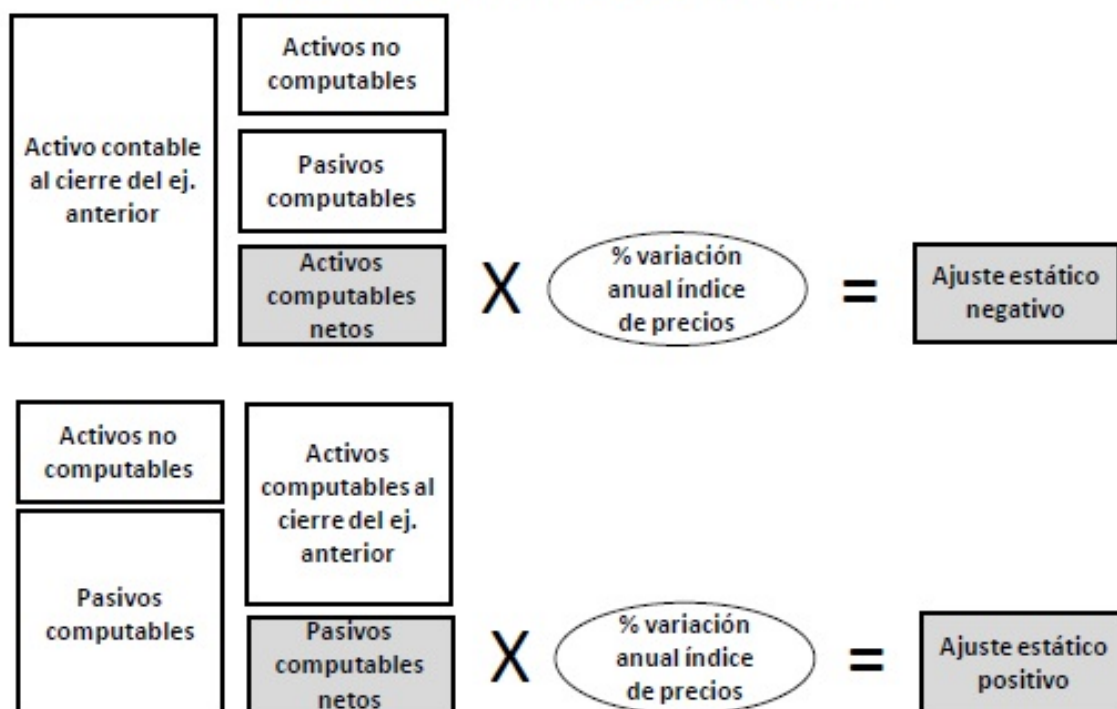 Activo contable
al cierre del ej.
anterior
Activos no
computables
Pasivos
computables
Activos
computables
netos
X
% variación
anual índice
de precios
=
Ajuste estático
negativo
Activos no
computables
Pasivos
computables
Activos
computables al
cierre del ej.
anterior
Pasivos
computables
netos
X
% variación
anual índice
de precios
=
Ajuste estático
positivo